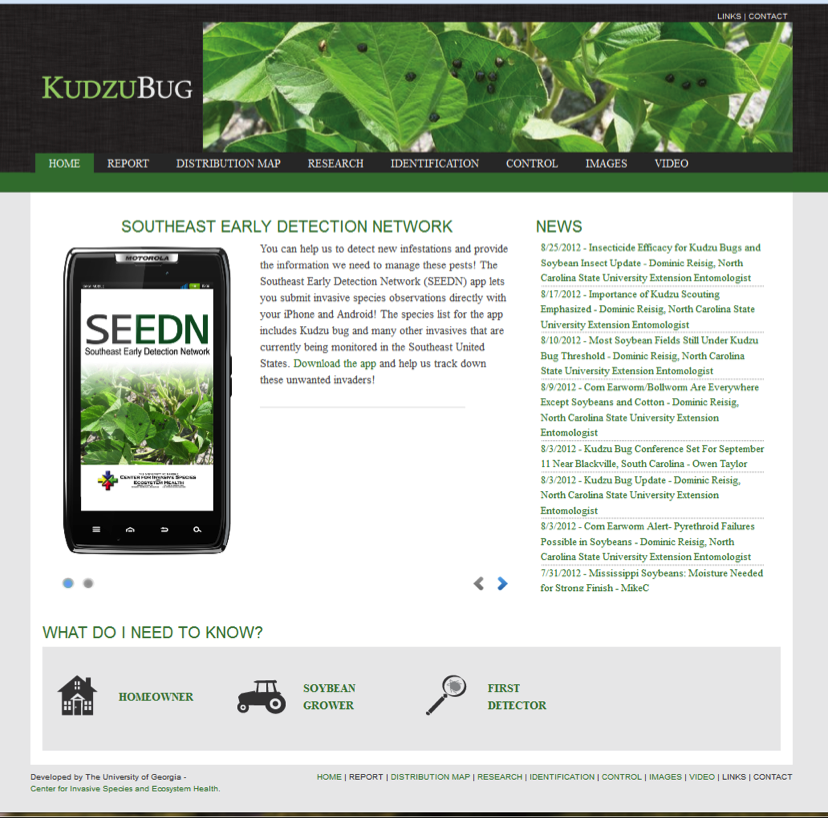 LINKS | CONTACT
KUDZUBUG
HOME REPORT DISTRIBUTION MAP RESEARCH IDENTIFICATION CONTROL IMAGES VIDEO
SOUTHEAST EARLY DETECTION NETWORK
MOTOROLA
SEEDN
Southeast Early Detection Network
CENTER FOR INVASIVE SPECIES
ECOSYSTEM HEALTH
You can help us to detect new infestations and provide
the information we need to manage these pests! The
Southeast Early Detection Network (SEEDN) app lets
you submit invasive species observations directly with
your iPhone and Android! The species list for the app
includes Kudzu bug and many other invasives that are
currently being monitored in the Southeast United
States. Download the app and help us track down
these unwanted invaders!
NEWS
8/25/2012 - Insecticide Efficacy for Kudzu Bugs and
Soybean Insect Update - Dominic Reisig, North
Carolina State University Extension Entomologist
8/17/2012 - Importance of Kudzu Scouting
Emphasized - Dominic Reisig, North Carolina State
University Extension Entomologist
8/10/2012 - Most Soybean Fields Still Under Kudzu
Bug Threshold - Dominic Reisig, North Carolina
State University Extension Entomologist
8/9/2012 - Corn Earworm/Bollworm Are Everywhere
Except Soybeans and Cotton - Dominic Reisig,
North Carolina State University Extension
Entomologist
8/3/2012 - Kudzu Bug Conference Set For September
11 Near Blackville, South Carolina - Owen Taylor
8/3/2012 - Kudzu Bug Update - Dominic Reisig,
North Carolina State University Extension
Entomologist
8/3/2012 - Corn Earworm Alert- Pyrethroid Failures
Possible in Soybeans - Dominic Reisig, North
Carolina State University Extension Entomologist
7/31/2012 - Mississippi Soybeans: Moisture Needed
for Strong Finish - MikeC
WHAT DO I NEED TO KNOW?
HOMEOWNER
SOYBEAN
GROWER
FIRST
DETECTOR
Developed by The University of Georgia -
Center for Invasive Species and Ecosystem Health.
HOME | REPORT | DISTRIBUTION MAP | RESEARCH | IDENTIFICATION | CONTROL | IMAGES | VIDEO | LINKS | CONTACT